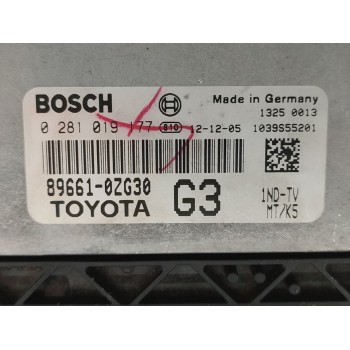 BOSCH Made in Germany
1325 0013
0 281 019 177 810 12-12-05 1039S55201
89661-0ZG30 G3 1ND-TV
TOYOTA MT/K5